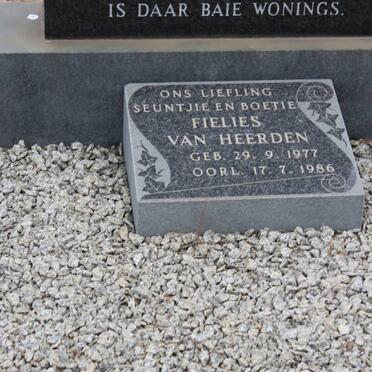 IS DAAR BAIE WONINGS.
ONS LIEFLING
SEUNTJIE EN BOETIE
FIELIES
VAN HEERDEN
GEB. 29. 9. 1977
OORL. 17. 7. 1986